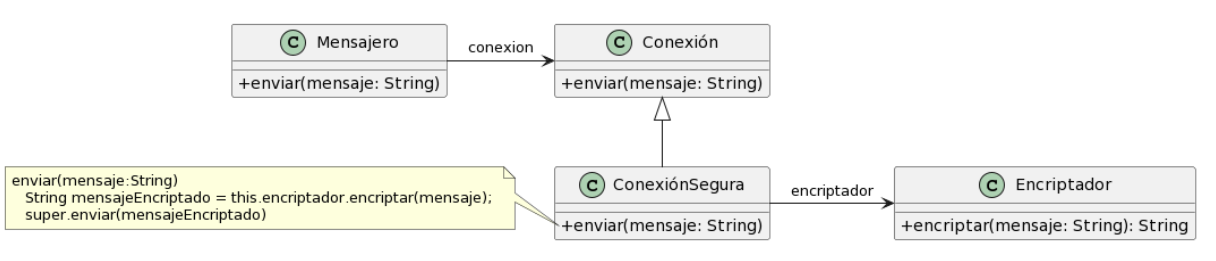 C Mensajero
+enviar(mensaje: String)
conexion
C Conexión
+enviar(mensaje: String)
enviar(mensaje:String)
String mensajeEncriptado = this.encriptador.encriptar(mensaje);
super.enviar(mensajeEncriptado)
C ConexiónSegura
+enviar(mensaje: String)
encriptador
C Encriptador
+encriptar(mensaje: String): String